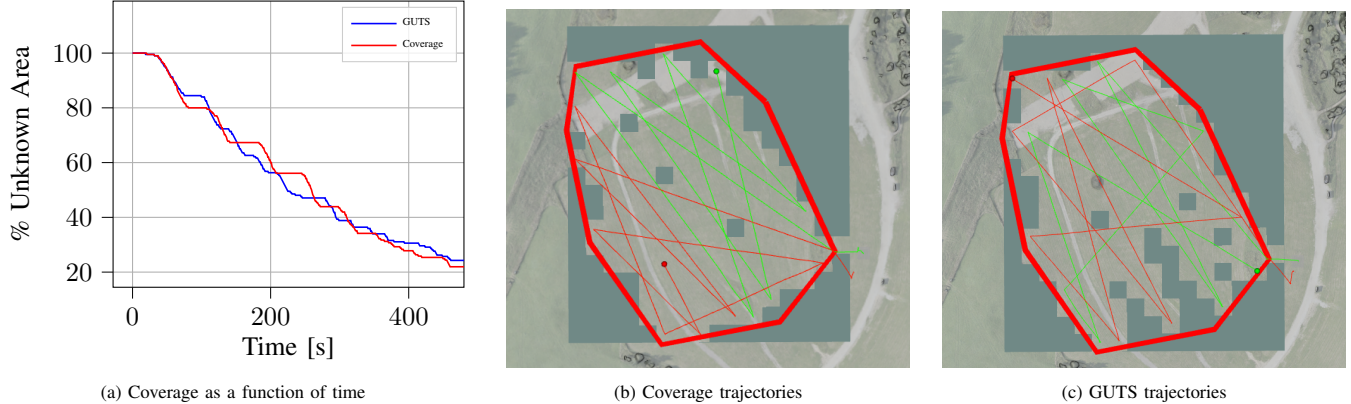 GUTS
Coverage
% Unknown Area
100
80
60
40
20
0
200
400
Time [s]
(a) Coverage as a function of time
(b) Coverage trajectories
(c) GUTS trajectories